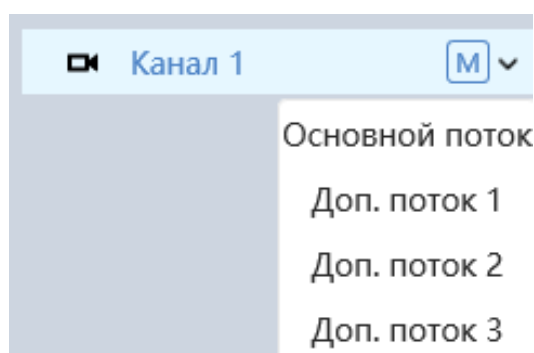 Канал 1 M
Основной поток
Доп. поток 1
Доп. поток 2
Доп. поток 3